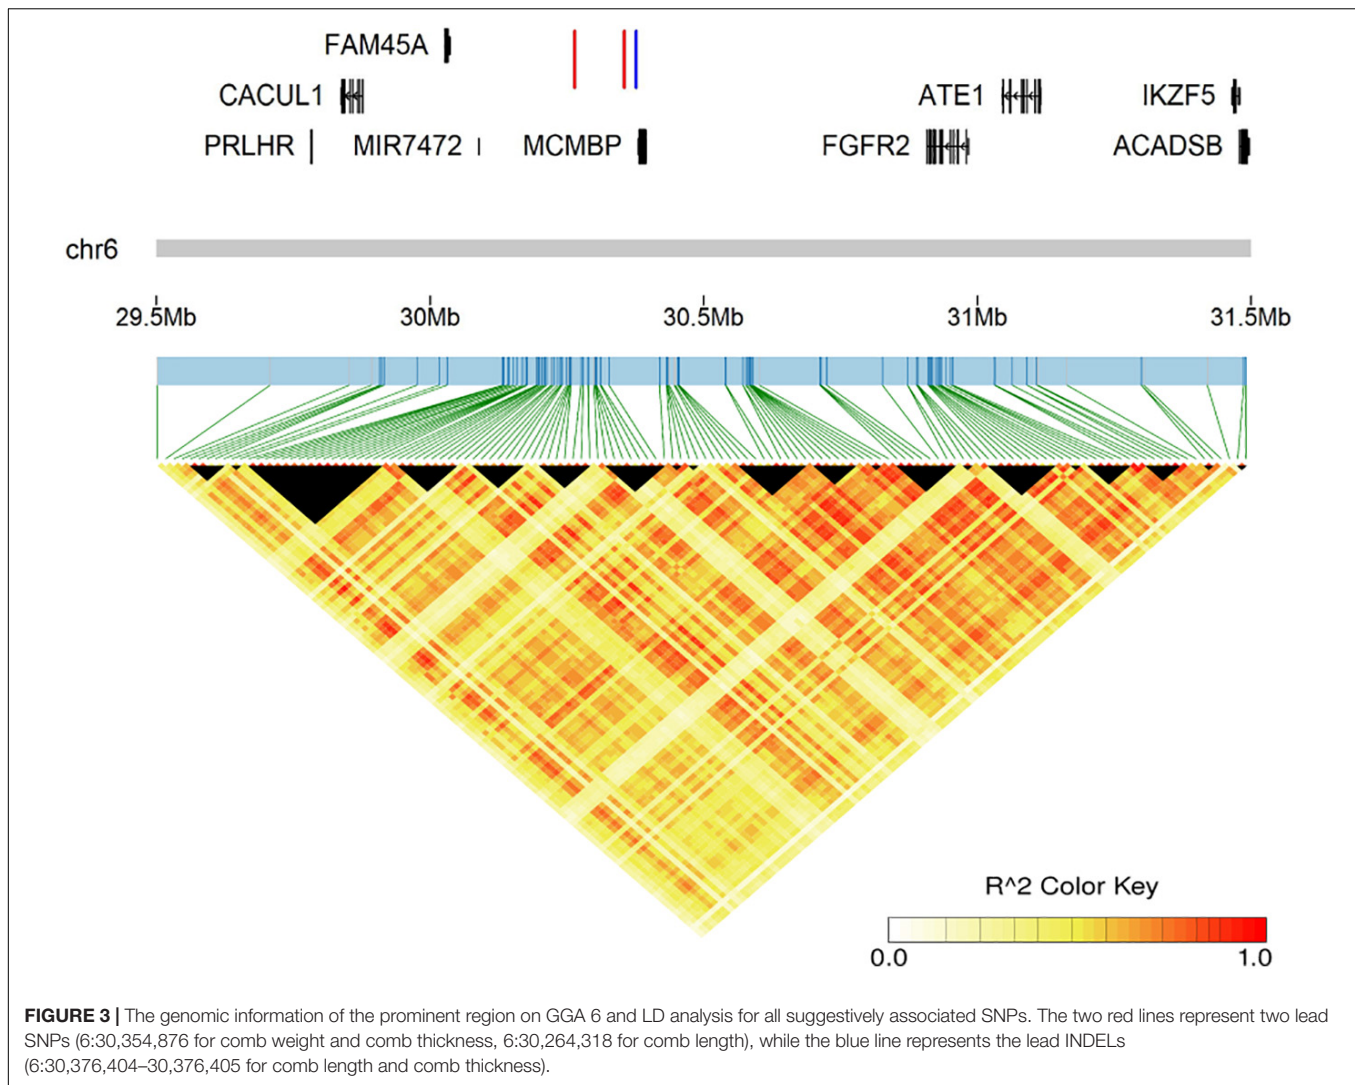 FAM45A
CACUL1
ATE1
IKZF5
PRLHR
MIR7472
MCMBP
FGFR2
ACADSB
chr6
29.5Mb 30Mb 30.5Mb 31Mb 31.5Mb
R^2 Color Key
0.0 1.0
FIGURE 3 | The genomic information of the prominent region on GGA 6 and LD analysis for all suggestively associated SNPs. The two red lines represent two lead
SNPs (6:30,354,876 for comb weight and comb thickness, 6:30,264,318 for comb length), while the blue line represents the lead INDELs
(6:30,376,404–30,376,405 for comb length and comb thickness).